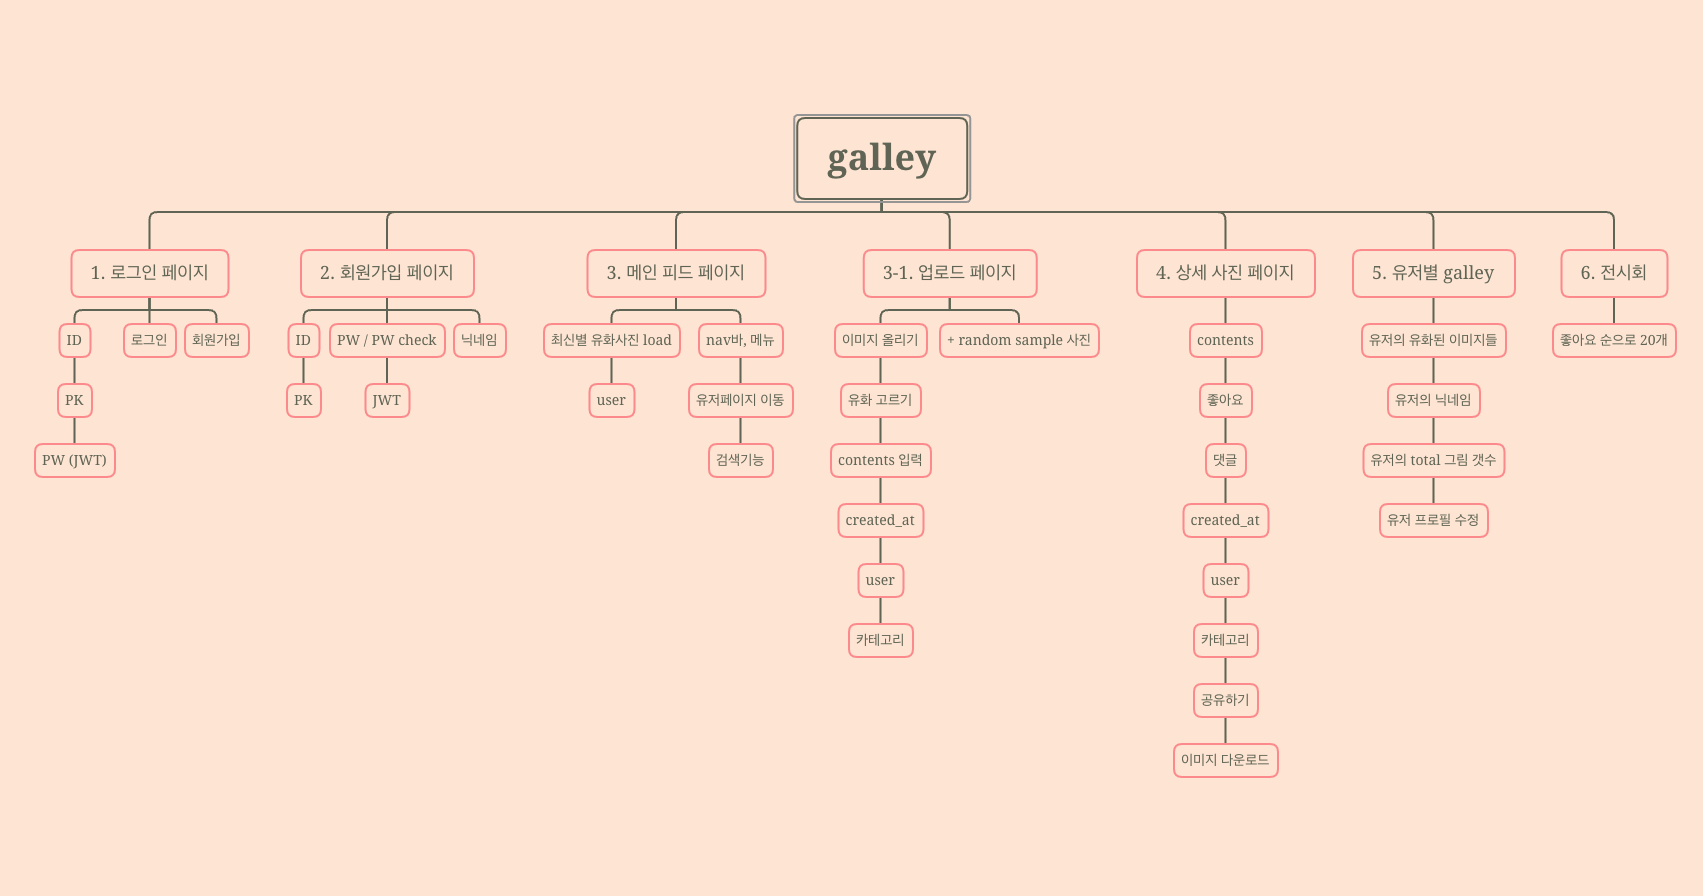 galley
1. 로그인 페이지
2. 회원가입 페이지
3. 메인 피드 페이지
3-1. 업로드 페이지
4. 상세 사진 페이지
5. 유저별 galley
6. 전시회
ID
로그인
회원가입
ID
PW / PW check
닉네임
최신별 유화사진 load
nav바, 메뉴
이미지 올리기
+ random sample 사진
contents
유저의 유화된 이미지들
좋아요 순으로 20개
PK
PK
JWT
user
유저페이지 이동
유화 고르기
좋아요
유저의 닉네임
PW (JWT)
검색기능
contents 입력
댓글
유저의 total 그림 갯수
created_at
created_at
유저 프로필 수정
user
user
카테고리
카테고리
공유하기
이미지 다운로드